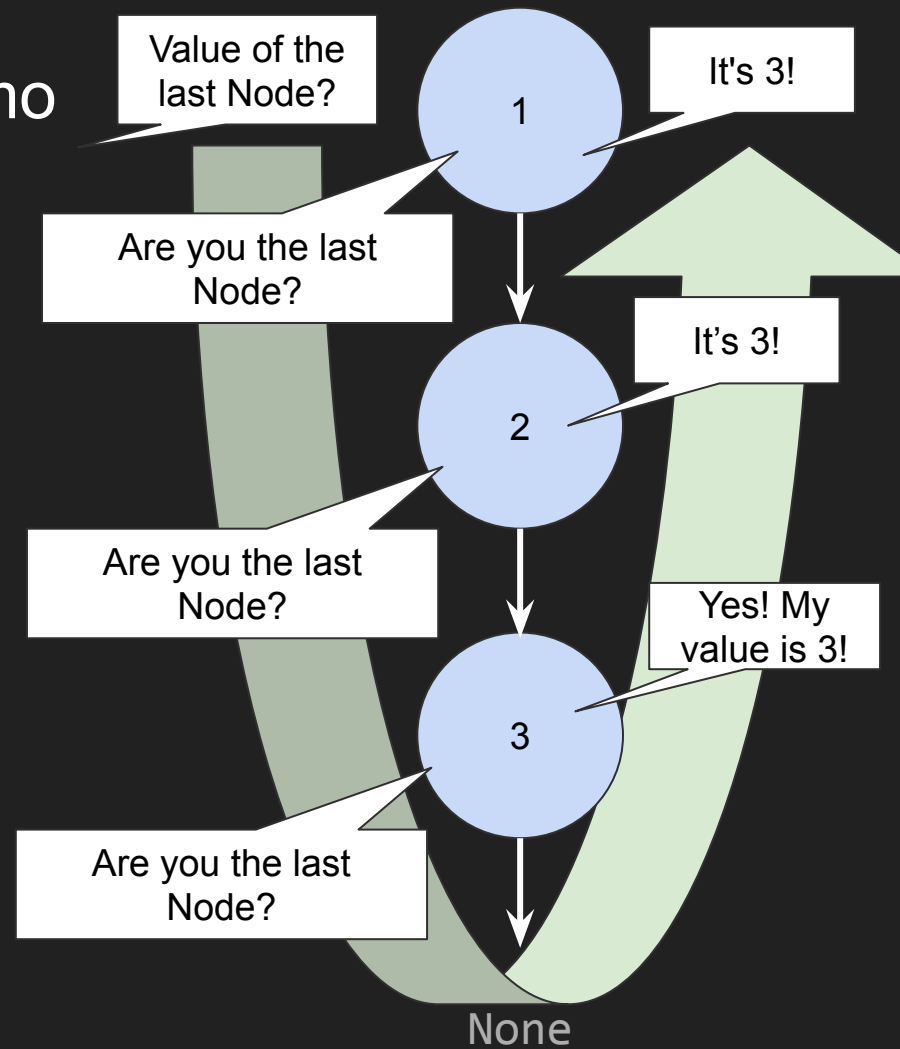 Value of the
last Node?
1
It's 3!
Are you the last
Node?
2
It’s 3!
Are you the last
Node?
3
Yes! My
value is 3!
Are you the last
Node?
None